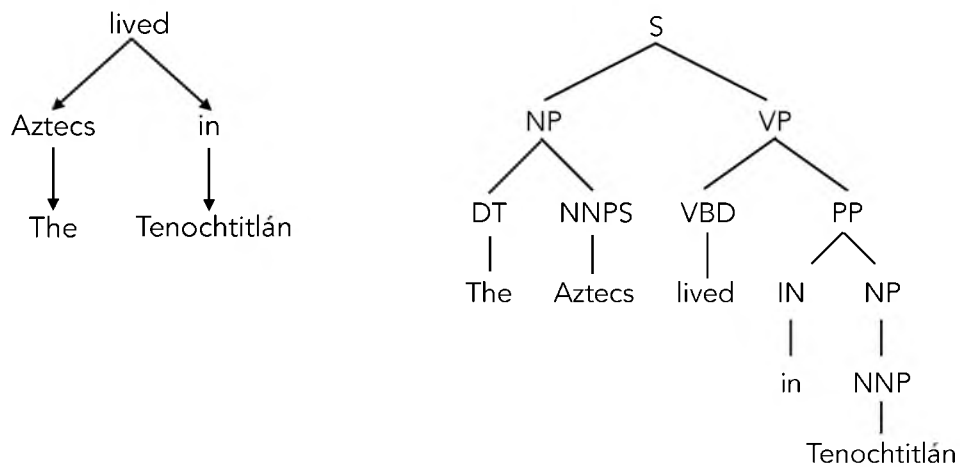 lived
Aztecs in
The Tenochtitlán
S
NP VP
DT NNPS VBD PP
The Aztecs lived IN NP
in NNP
Tenochtitlán